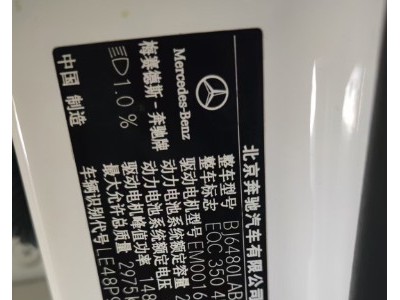 Mercedes-Benz
梅赛德斯-奔驰牌
1.0 %
中国 制造
北京奔驰汽车有限公司
整车型号 BJ6480LAB
整车标志 EQC 350 4
驱动电机型号 EM0016
动力电池系统额定容量
动力电池系统额定电压
驱动电机峰值功率 148
最大允许总质量 2975
车辆识别代号 LE48P